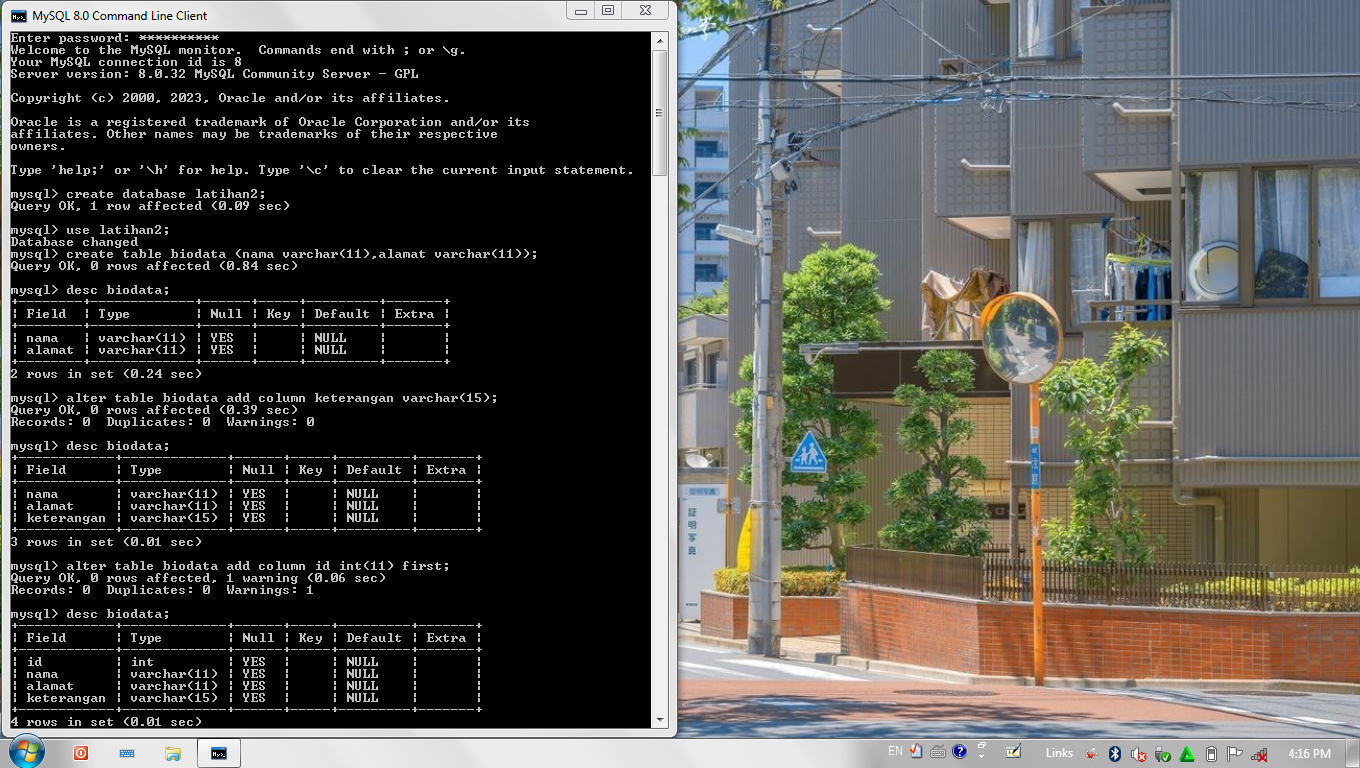 MySQL 8.0 Command Line Client
Enter password: **********
Welcome to the MySQL monitor.  Commands end with ; or \g.
Your MySQL connection id is 8
Server version: 8.0.32 MySQL Community Server - GPL
Copyright (c) 2000, 2023, Oracle and/or its affiliates.
Oracle is a registered trademark of Oracle Corporation and/or its
affiliates. Other names may be trademarks of their respective
owners.
Type 'help;' or '\h' for help. Type '\c' to clear the current input statement.
mysql> create database latihan2;
Query OK, 1 row affected (0.09 sec)
mysql> use latihan2;
Database changed
mysql> create table biodata (nama varchar(11),alamat varchar(11));
Query OK, 0 rows affected (0.84 sec)
mysql> desc biodata;
+---------+-------------+------+-----+---------+-------+
| Field  | Type        | Null | Key | Default | Extra |
+---------+-------------+------+-----+---------+-------+
| nama   | varchar(11) | YES  |     | NULL    |       |
| alamat | varchar(11) | YES  |     | NULL    |       |
+---------+-------------+------+-----+---------+-------+
2 rows in set (0.24 sec)
mysql> alter table biodata add column keterangan varchar(15);
Query OK, 0 rows affected (0.39 sec)
Records: 0  Duplicates: 0  Warnings: 0
mysql> desc biodata;
+------------+-------------+------+-----+---------+-------+
| Field      | Type        | Null | Key | Default | Extra |
+------------+-------------+------+-----+---------+-------+
| nama       | varchar(11) | YES  |     | NULL    |       |
| alamat     | varchar(11) | YES  |     | NULL    |       |
| keterangan | varchar(15) | YES  |     | NULL    |       |
+------------+-------------+------+-----+---------+-------+
3 rows in set (0.01 sec)
mysql> alter table biodata add column id int(11) first;
Query OK, 0 rows affected, 1 warning (0.06 sec)
Records: 0  Duplicates: 0  Warnings: 1
mysql> desc biodata;
+------------+-------------+------+-----+---------+-------+
| Field      | Type        | Null | Key | Default | Extra |
+------------+-------------+------+-----+---------+-------+
| id         | int         | YES  |     | NULL    |       |
| nama       | varchar(11) | YES  |     | NULL    |       |
| alamat     | varchar(11) | YES  |     | NULL    |       |
| keterangan | varchar(15) | YES  |     | NULL    |       |
+------------+-------------+------+-----+---------+-------+
4 rows in set (0.01 sec)
証明写真
EN
Links
4:16 PM